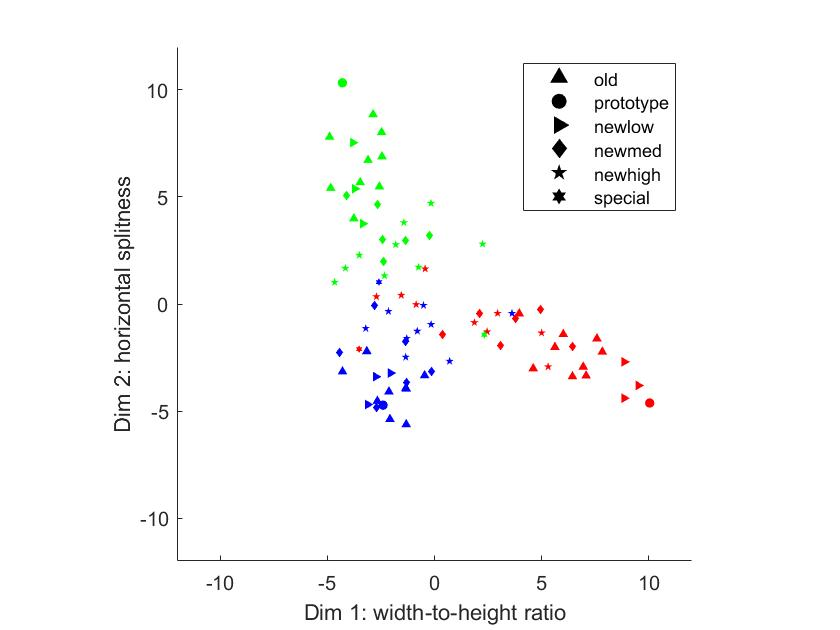 old
prototype
newlow
newmed
newhigh
special
10
5
0
-5
-10
Dim 2: horizontal splitness
-10
-5
0
5
10
Dim 1: width-to-height ratio